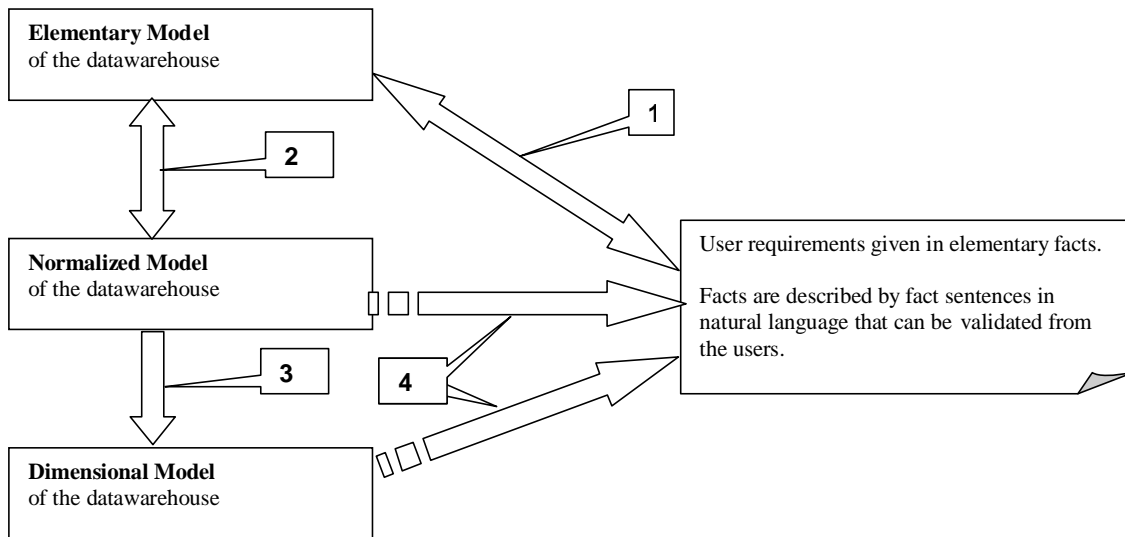 Elementary Model
of the datawarehouse
1
2
Normalized Model
of the datawarehouse
User requirements given in elementary facts.
Facts are described by fact sentences in
natural language that can be validated from
the users.
3
4
Dimensional Model
of the datawarehouse